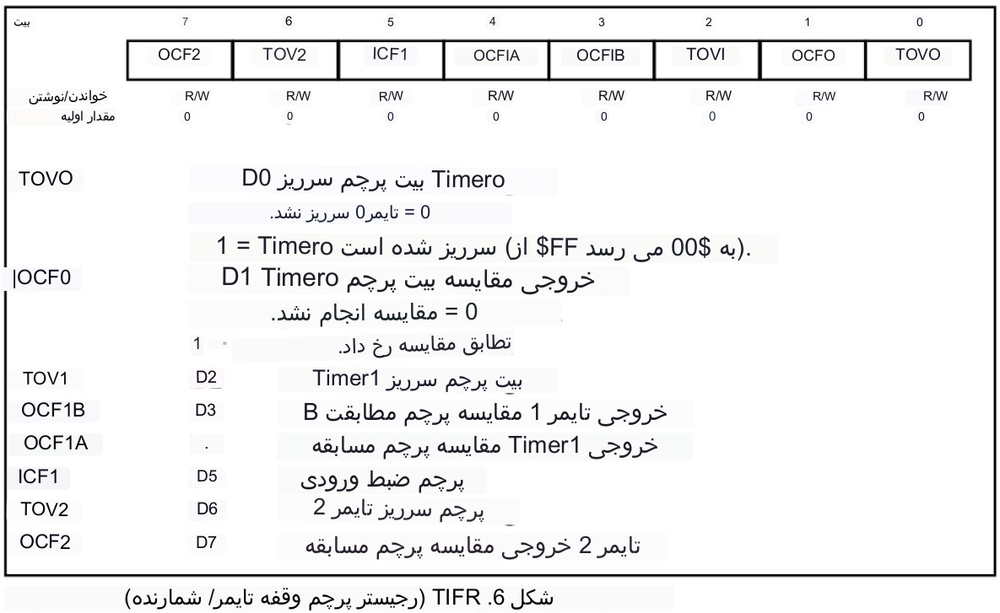 بیت 7 6 5 4 3 2 1 0
OCF2 TOV2 ICF1 OCFIA OCFIB TOVI OCFO TOVO
خواندن/نوشتن R/W R/W R/W R/W R/W R/W R/W R/W
مقدار اولیه 0 0 0 0 0 0 0 0
TOVO D0 بیت پرچم سرریز Timero
0 = تایمر0 سرریز نشد.
1 = Timero سرریز شده است (از $FF به $00 می رسد).
|OCF0 D1 Timero خروجی مقایسه بیت پرچم
0 = مقایسه انجام نشد.
1 = تطابق مقایسه رخ داد.
TOV1 D2 بیت پرچم سرریز Timer1
OCF1B D3 خروجی تایمر 1 مقایسه پرچم مطابقت B
OCF1A . خروجی Timer1 مقایسه پرچم مسابقه
ICF1 D5 پرچم ضبط ورودی
TOV2 D6 پرچم سرریز تایمر 2
OCF2 D7 تایمر 2 خروجی مقایسه پرچم مسابقه
شکل 6. TIFR (رجیستر پرچم وقفه تایمر/ شمارنده)